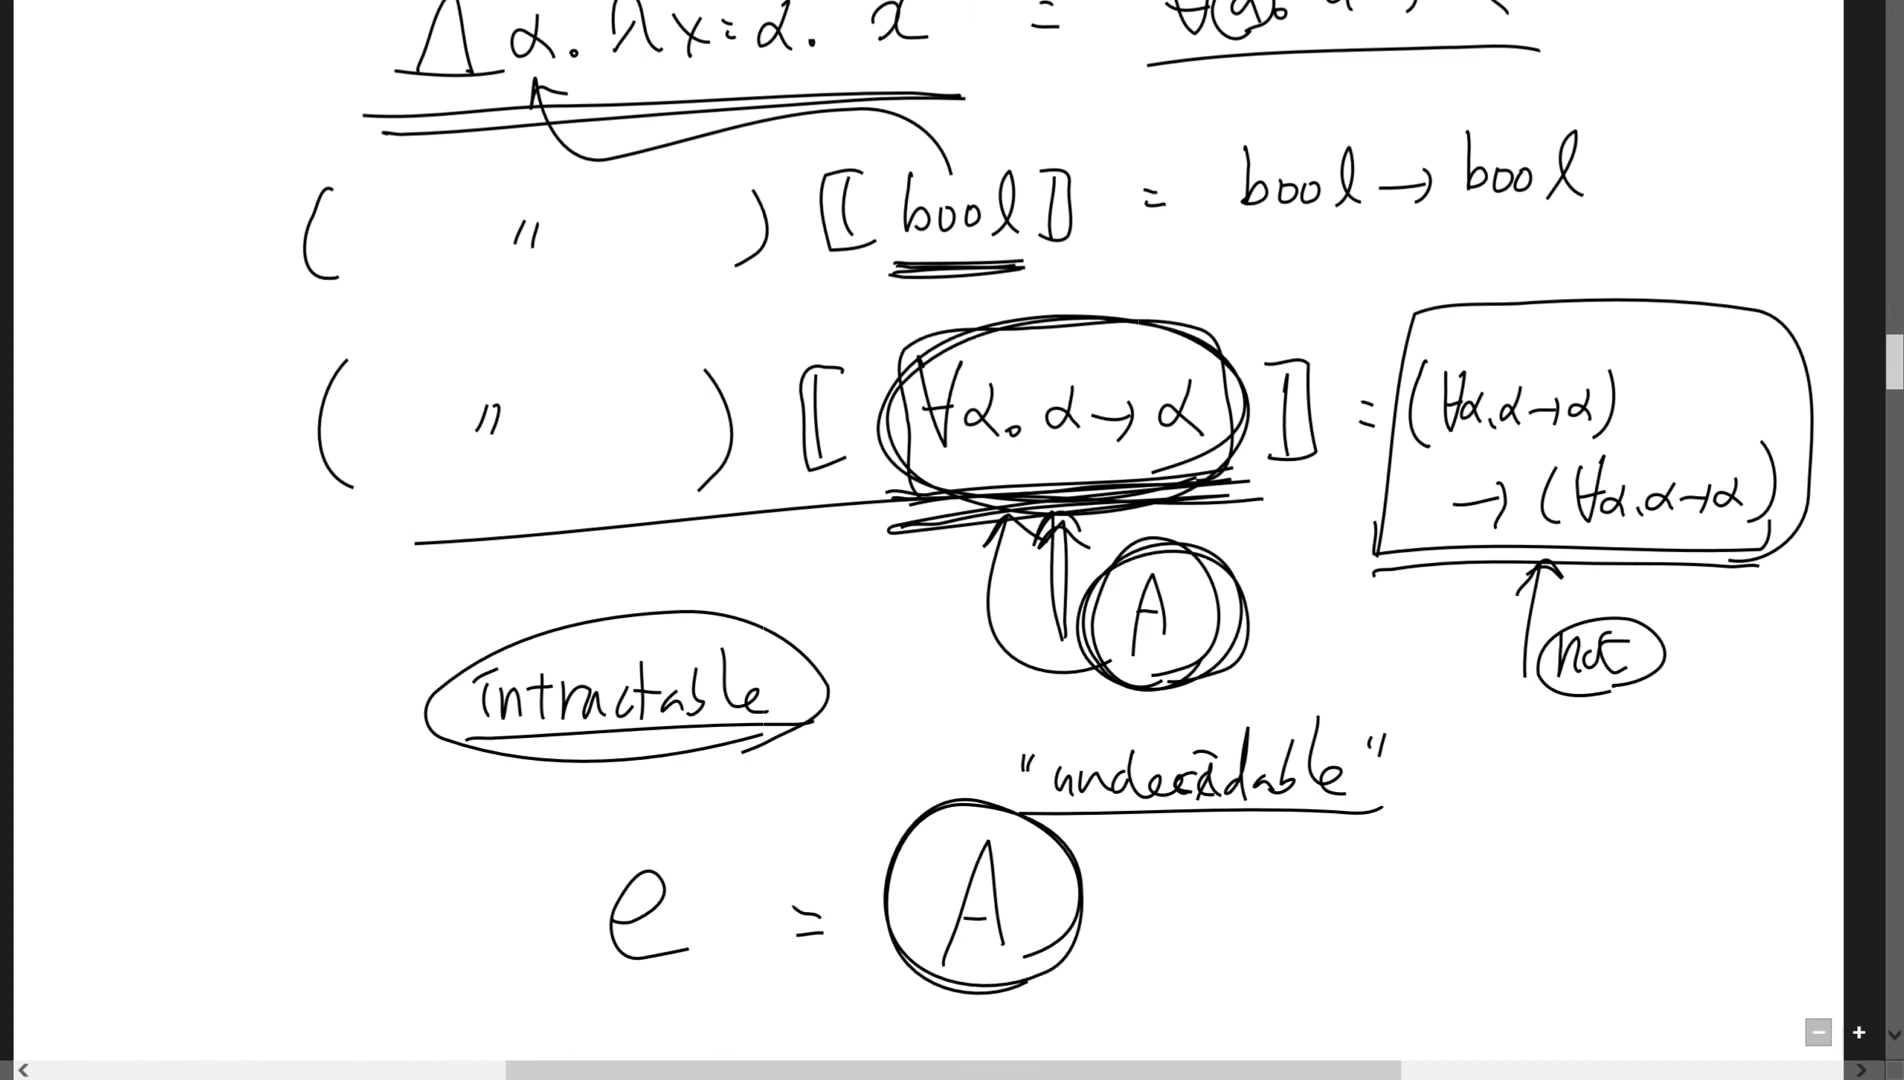 Λα. λx:α. x = ∀α. α →
( " ) [[bool]] = bool → bool
( " ) [[∀α. α → α]] = (∀α. α → α)
→ (∀α. α → α)
A
not
intractable
"undecidable"
e = A